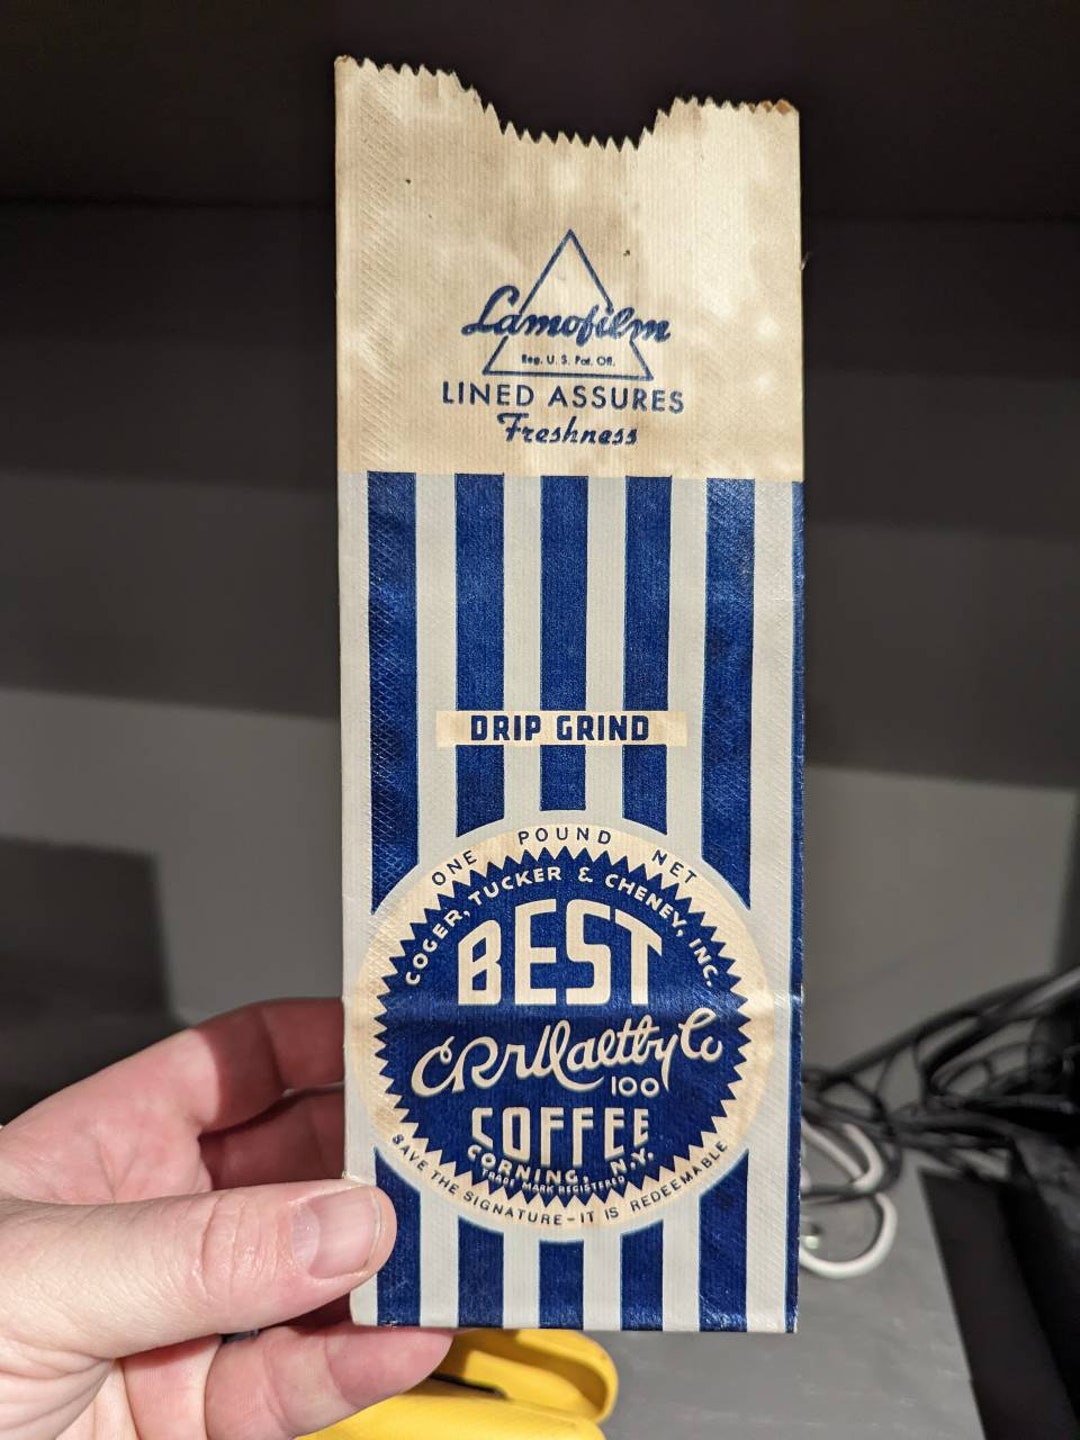 Lamofilm
Reg. U. S. Pat. Off.
LINED ASSURES
Freshness
DRIP GRIND
ONE POUND NET
COGER, TUCKER & CHENEY, INC.
BEST
Co
100
COFFEE
CORNING, N.Y.
TRADE MARK REGISTERED
SAVE THE SIGNATURE-IT IS REDEEMABLE